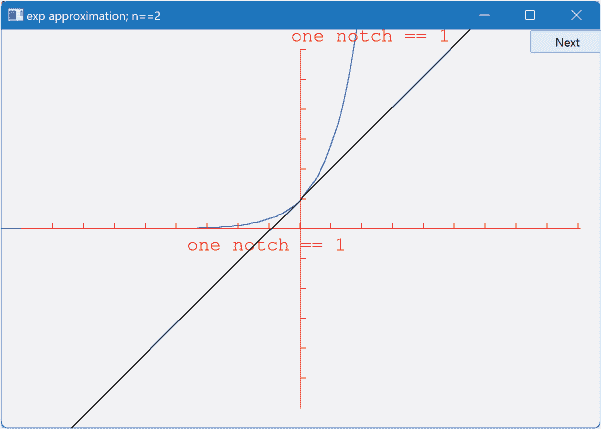 exp approximation; n==2
one notch == 1
Next
one notch == 1